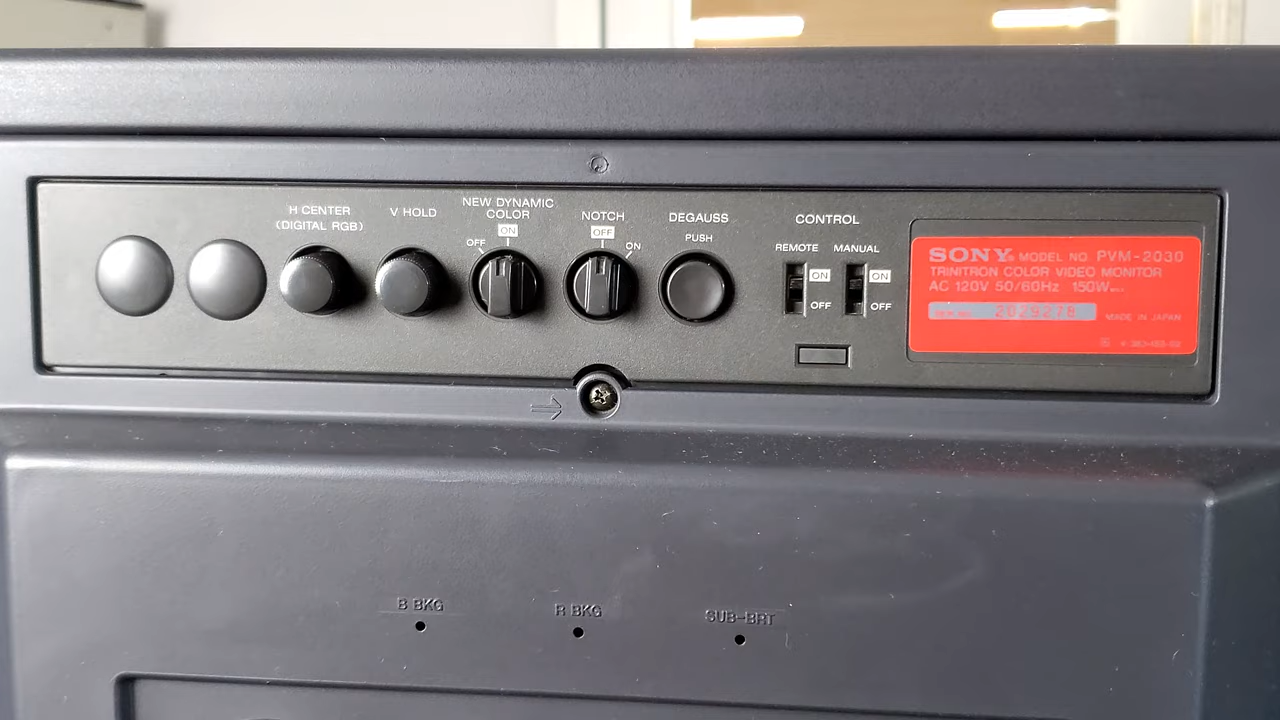 H CENTER
(DIGITAL RGB)
V HOLD
NEW DYNAMIC
COLOR
OFF
ON
NOTCH
OFF
ON
DEGAUSS
PUSH
CONTROL
REMOTE
MANUAL
ON
OFF
ON
OFF
SONY® MODEL NO PVM-2030
TRINITRON COLOR VIDEO MONITOR
AC 120V 50/60Hz 150W
2029278
MADE IN JAPAN
B BKG
R BKG
SUB-BRT